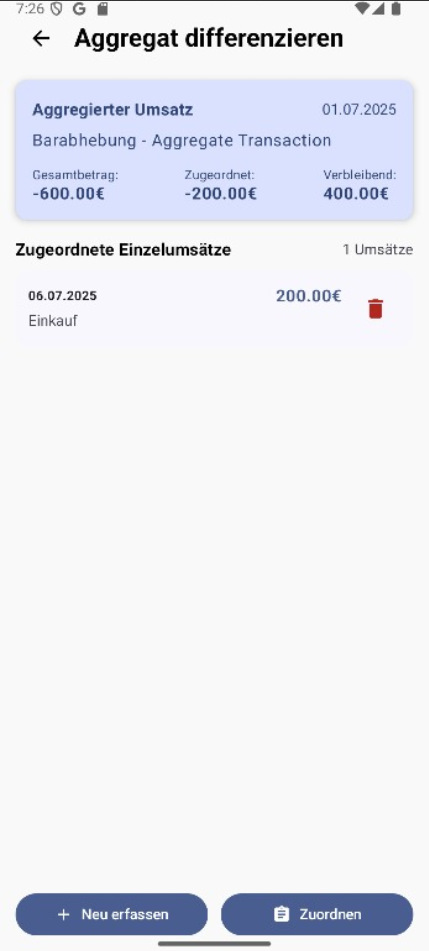 7:26
Aggregat differenzieren
Aggregierter Umsatz 01.07.2025
Barabhebung - Aggregate Transaction
Gesamtbetrag: Zugeordnet: Verbleibend:
-600.00€ -200.00€ 400.00€
Zugeordnete Einzelumsätze 1 Umsätze
06.07.2025 200.00€
Einkauf
+ Neu erfassen Zuordnen